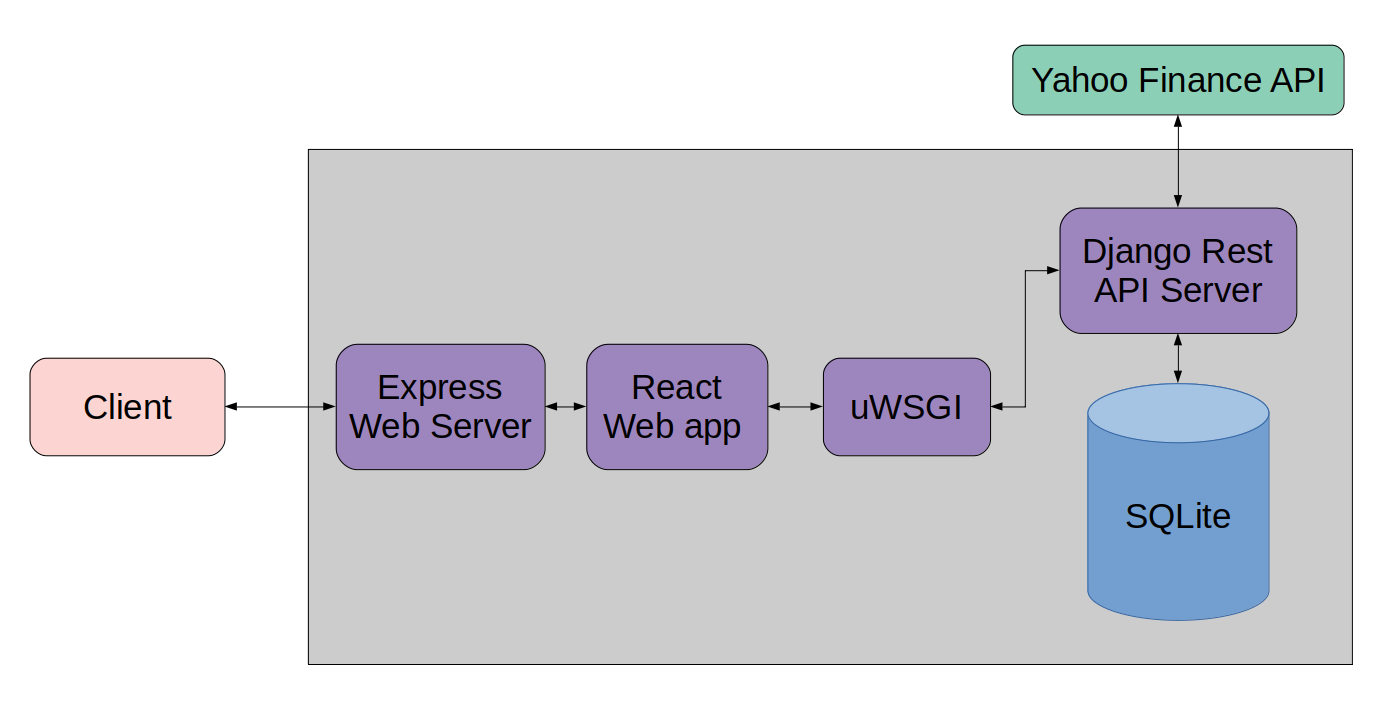 Yahoo Finance API
Django Rest
API Server
Client
Express
Web Server
React
Web app
uWSGI
SQLite